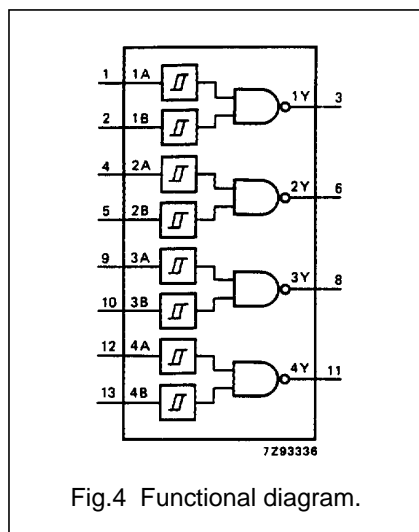 1 1A
1Y 3
2 1B
4 2A
2Y 6
5 2B
9 3A
3Y 8
10 3B
12 4A
4Y 11
13 4B
7Z93336
Fig.4 Functional diagram.